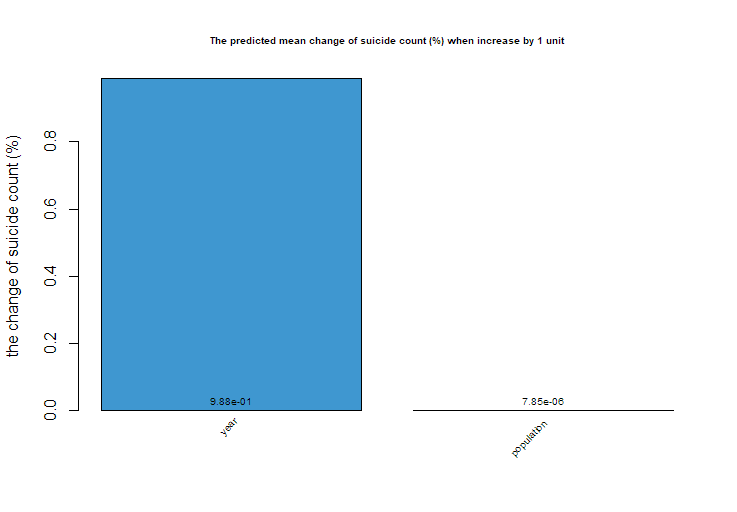 The predicted mean change of suicide count (%) when increase by 1 unit
the change of suicide count (%)
0.8
0.6
0.4
0.2
0.0
9.88e-01
7.85e-06
year
population